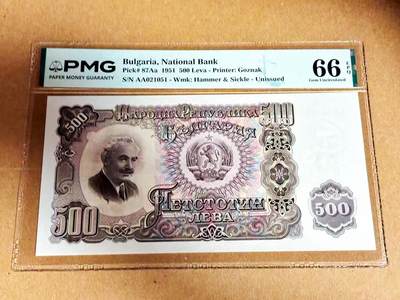 PMG
PAPER MONEY GUARANTY
Bulgaria, National Bank
Pick# 87Aa 1951 500 Leva - Printer: Goznak
S/N AA021051 - Wmk: Hammer & Sickle - Unissued
66 EPQ
Gem Uncirculated
500
Народна Република
България
500
500
Петстотин
Лева
500